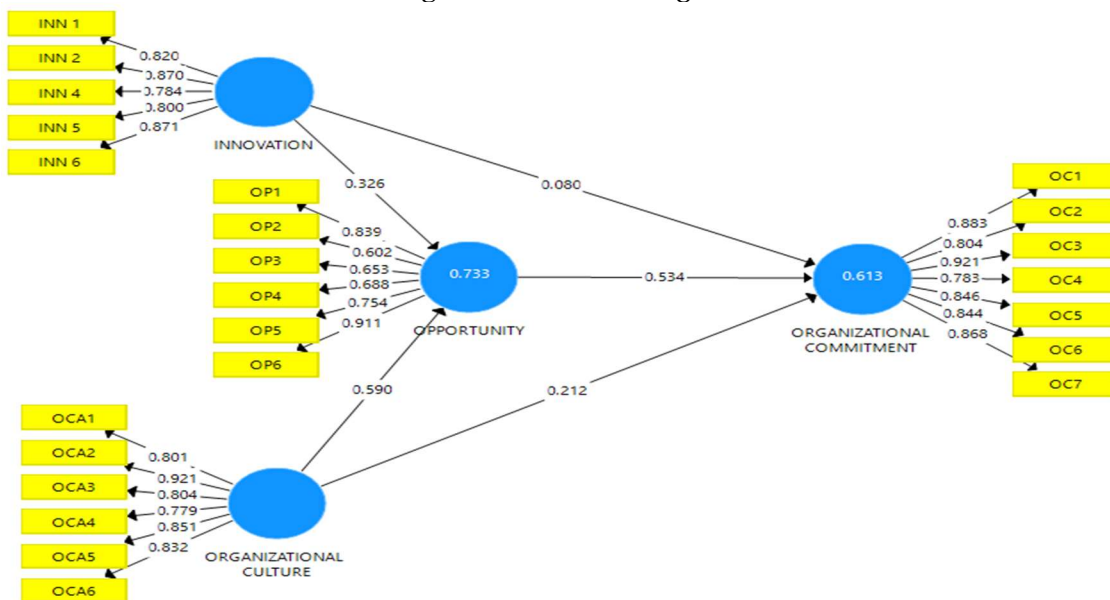 INN 1
INN 2
INN 4
INN 5
INN 6
0.820
0.870
0.784
0.800
0.871
INNOVATION
0.326
0.080
OP1
OP2
OP3
OP4
OP5
OP6
0.839
0.602
0.653
0.688
0.754
0.911
0.733
OPPORTUNITY
0.534
0.590
0.212
OCA1
OCA2
OCA3
OCA4
OCA5
OCA6
0.801
0.921
0.804
0.779
0.851
0.832
ORGANIZATIONAL
CULTURE
0.613
ORGANIZATIONAL
COMMITMENT
0.883
0.804
0.921
0.783
0.846
0.844
0.868
OC1
OC2
OC3
OC4
OC5
OC6
OC7